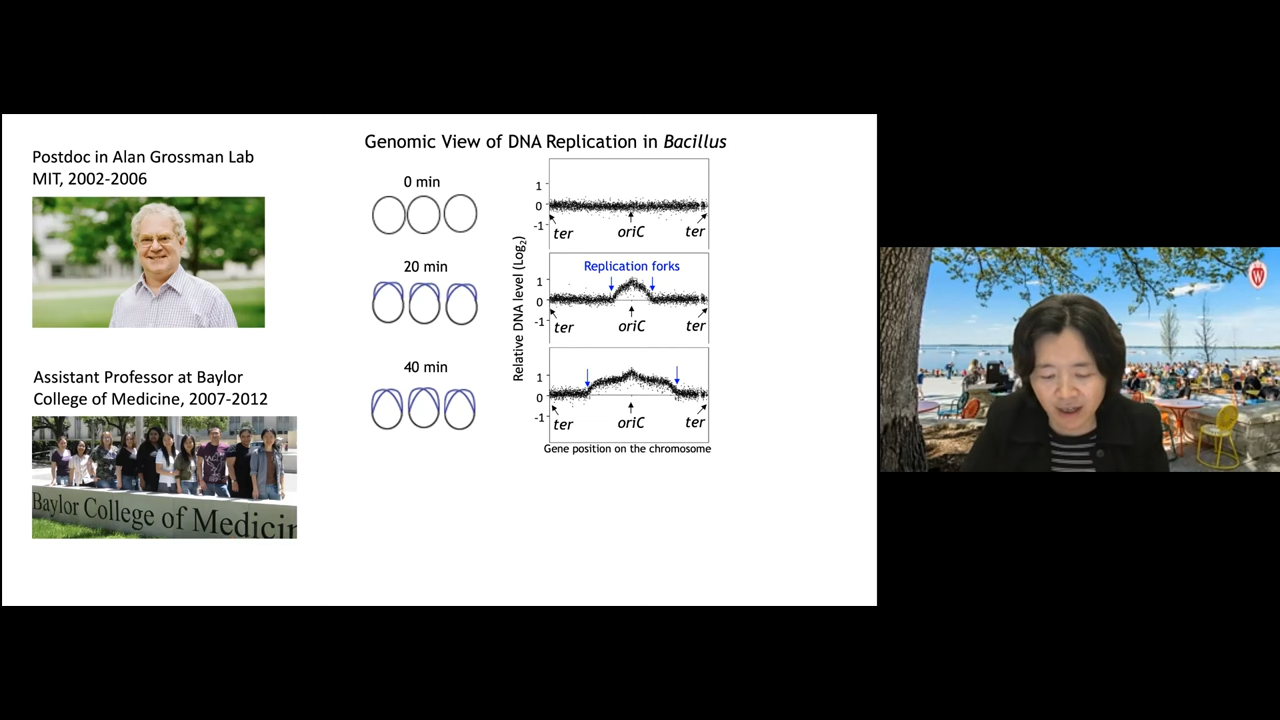 Genomic View of DNA Replication in Bacillus
Postdoc in Alan Grossman Lab
MIT, 2002-2006
Assistant Professor at Baylor
College of Medicine, 2007-2012
Baylor College of Medicin
0 min
20 min
40 min
Relative DNA level (Log2)
1
0
-1
ter
oriC
ter
Replication forks
1
0
-1
ter
oriC
ter
1
0
-1
ter
oriC
ter
Gene position on the chromosome
W